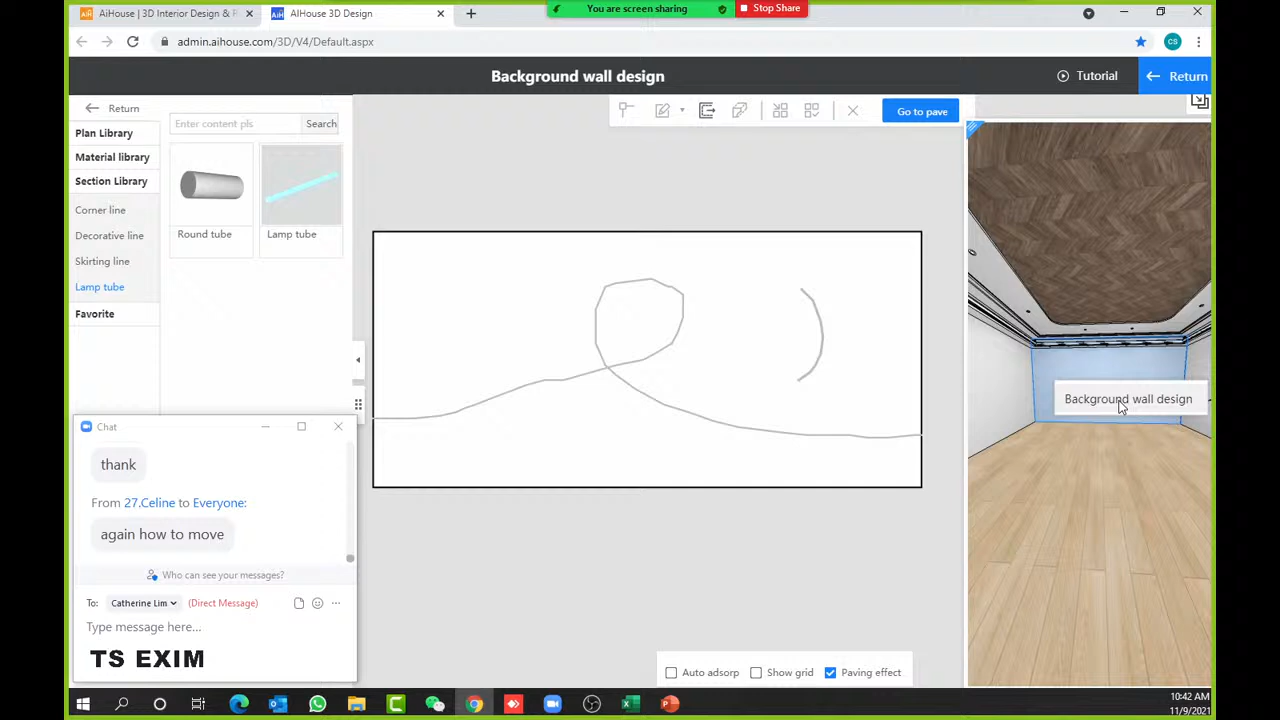 AiHouse | 3D Interior Design & F
AIHouse 3D Design
You are screen sharing
Stop Share
admin.aihouse.com/3D/V4/Default.aspx
CS
Background wall design
Tutorial
Return
Return
Enter content pls
Search
Go to pave
Plan Library
Material library
Section Library
Corner line
Decorative line
Skirting line
Lamp tube
Favorite
Round tube
Lamp tube
Background wall design
Chat
thank
From 27.Celine to Everyone:
again how to move
Who can see your messages?
To: Catherine Lim (Direct Message)
Type message here...
TS EXIM
Auto adsorp
Show grid
Paving effect
10:42 AM
11/9/2021